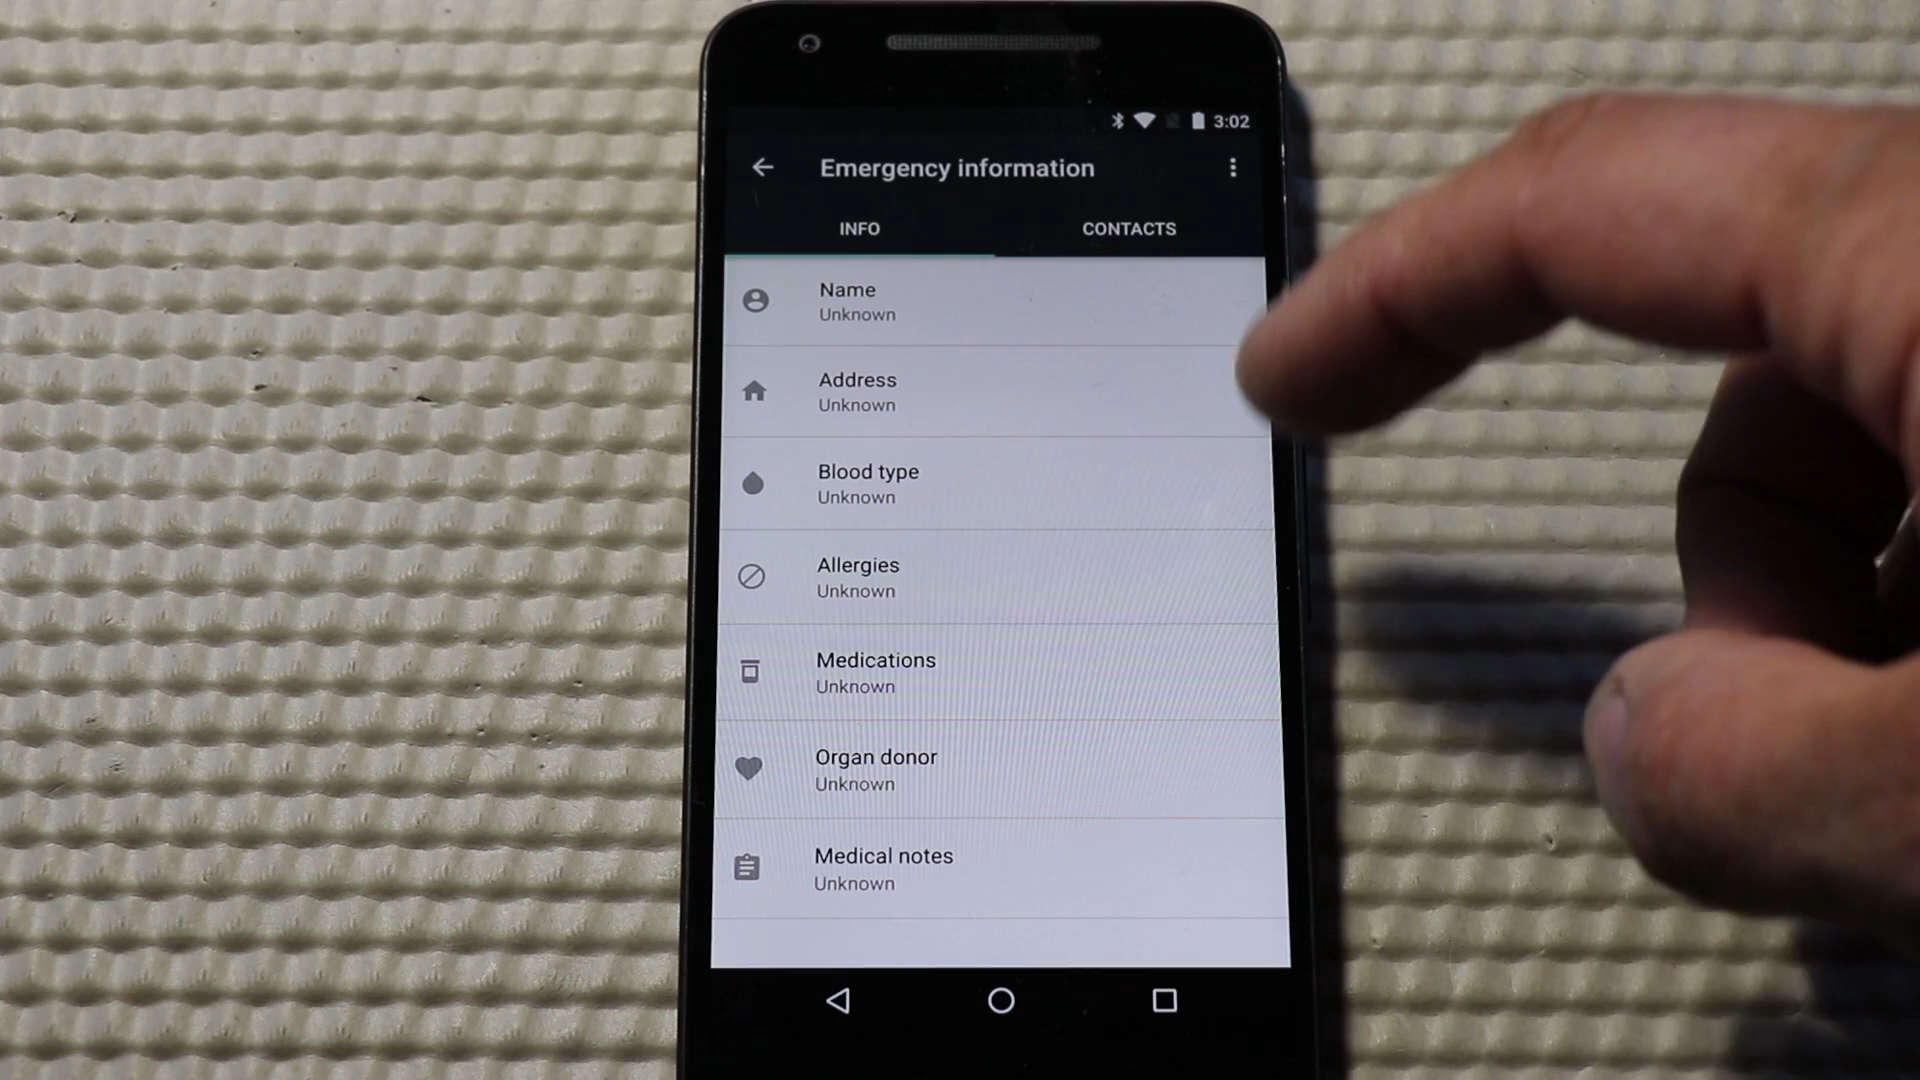 3:02
Emergency information
INFO CONTACTS
Name
Unknown
Address
Unknown
Blood type
Unknown
Allergies
Unknown
Medications
Unknown
Organ donor
Unknown
Medical notes
Unknown